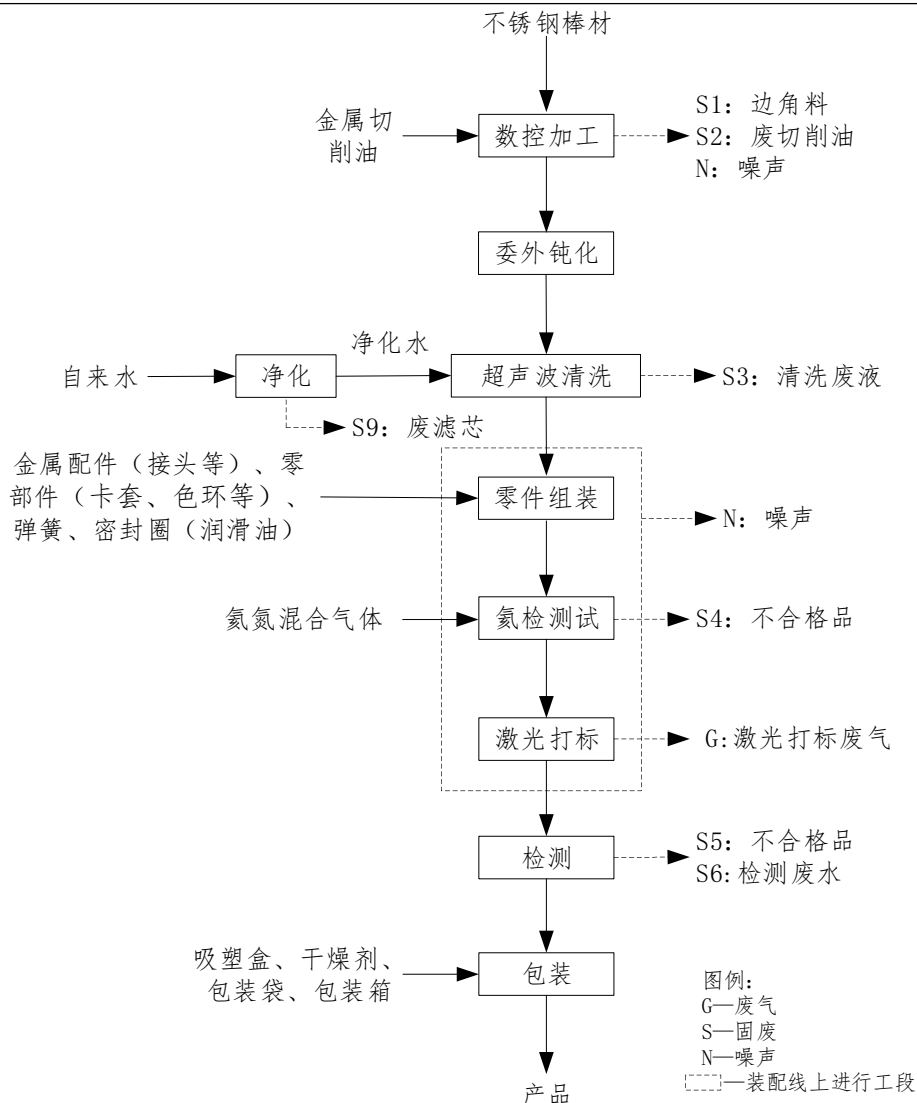 不锈钢棒材
金属切
削油
数控加工
S1：边角料
S2：废切削油
N：噪声
委外钝化
自来水
净化
净化水
超声波清洗
S3：清洗废液
S9：废滤芯
金属配件（接头等）、零
部件（卡套、色环等）、
弹簧、密封圈（润滑油）
零件组装
N：噪声
氦氮混合气体
氦检测试
S4：不合格品
激光打标
G:激光打标废气
检测
S5：不合格品
S6:检测废水
吸塑盒、干燥剂、
包装袋、包装箱
包装
产品
图例：
G—废气
S—固废
N—噪声
—装配线上进行工段